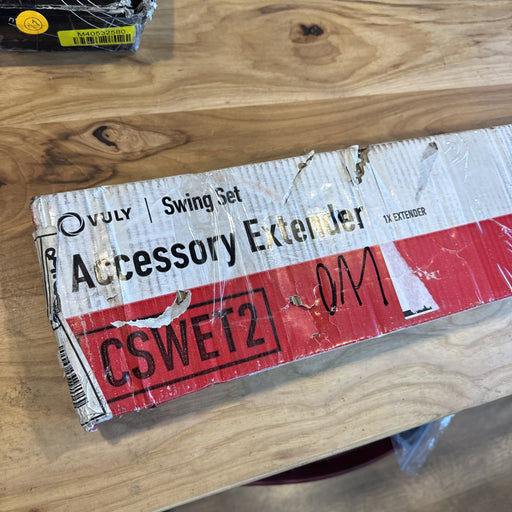 M40532580
VULY | Swing Set
Accessory Extender 1X EXTENDER
CSWET2